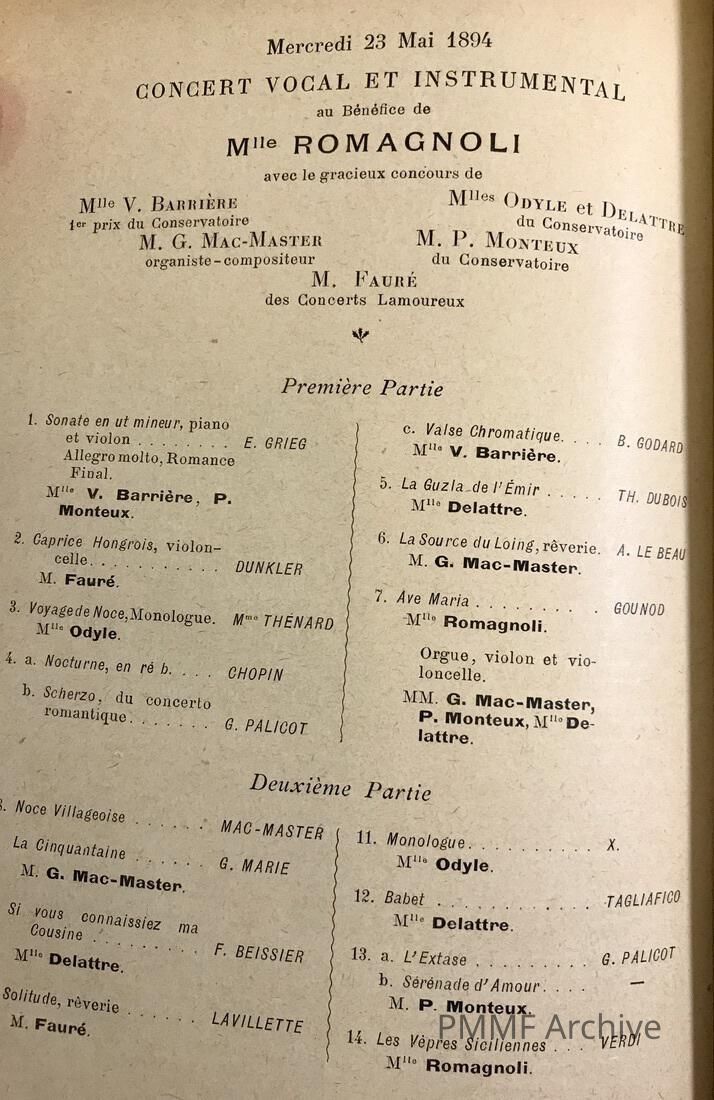 Mercredi 23 Mai 1894
CONCERT VOCAL ET INSTRUMENTAL
au Bénéfice de
Mlle ROMAGNOLI
avec le gracieux concours de
Mlle V. BARRIÈRE
1er prix du Conservatoire
M. G. MAC-MASTER
organiste-compositeur
Mlles ODYLE et DELATTRE
du Conservatoire
M. P. MONTEUX
du Conservatoire
M. FAURÉ
des Concerts Lamoureux
Première Partie
1. Sonate en ut mineur, piano
et violon . . . . . . . . E. GRIEG
Allegro molto, Romance
Final.
Mlle V. Barrière, P.
Monteux.
2. Caprice Hongrois, violon-
celle. . . . . . . . . . . DUNKLER
M. Fauré.
3. Voyage de Noce, Monologue. Mme THÉNARD
Mlle Odyle.
4. a. Nocturne, en ré b. . . . CHOPIN
b. Scherzo, du concerto
romantique. . . . . . . G. PALICOT
c. Valse Chromatique. . . . B. GODARD
Mlle V. Barrière.
5. La Guzla de l'Émir . . . . . TH. DUBOIS
Mlle Delattre.
6. La Source du Loing, rêverie. A. LE BEAU
M. G. Mac-Master.
7. Ave Maria . . . . . . . . . GOUNOD
Mlle Romagnoli.
Orgue, violon et vio-
loncelle.
MM. G. Mac-Master,
P. Monteux, Mlle De-
lattre.
Deuxième Partie
. Noce Villageoise . . . . . . MAC-MASTER
La Cinquantaine . . . . . . G. MARIE
M. G. Mac-Master.
Si vous connaissiez ma
Cousine . . . . . . . . . F. BEISSIER
Mlle Delattre.
Solitude, rêverie . . . . . . LAVILLETTE
M. Fauré.
11. Monologue. . . . . . . . . . X.
Mlle Odyle.
12. Babet . . . . . . . . . . . . TAGLIAFICO
Mlle Delattre.
13. a. L'Extase . . . . . . . . . G. PALICOT
b. Sérénade d'Amour. . . . —
M. P. Monteux.
14. Les Vêpres Siciliennes . . . VERDI
Mlle Romagnoli.
PMMF Archive